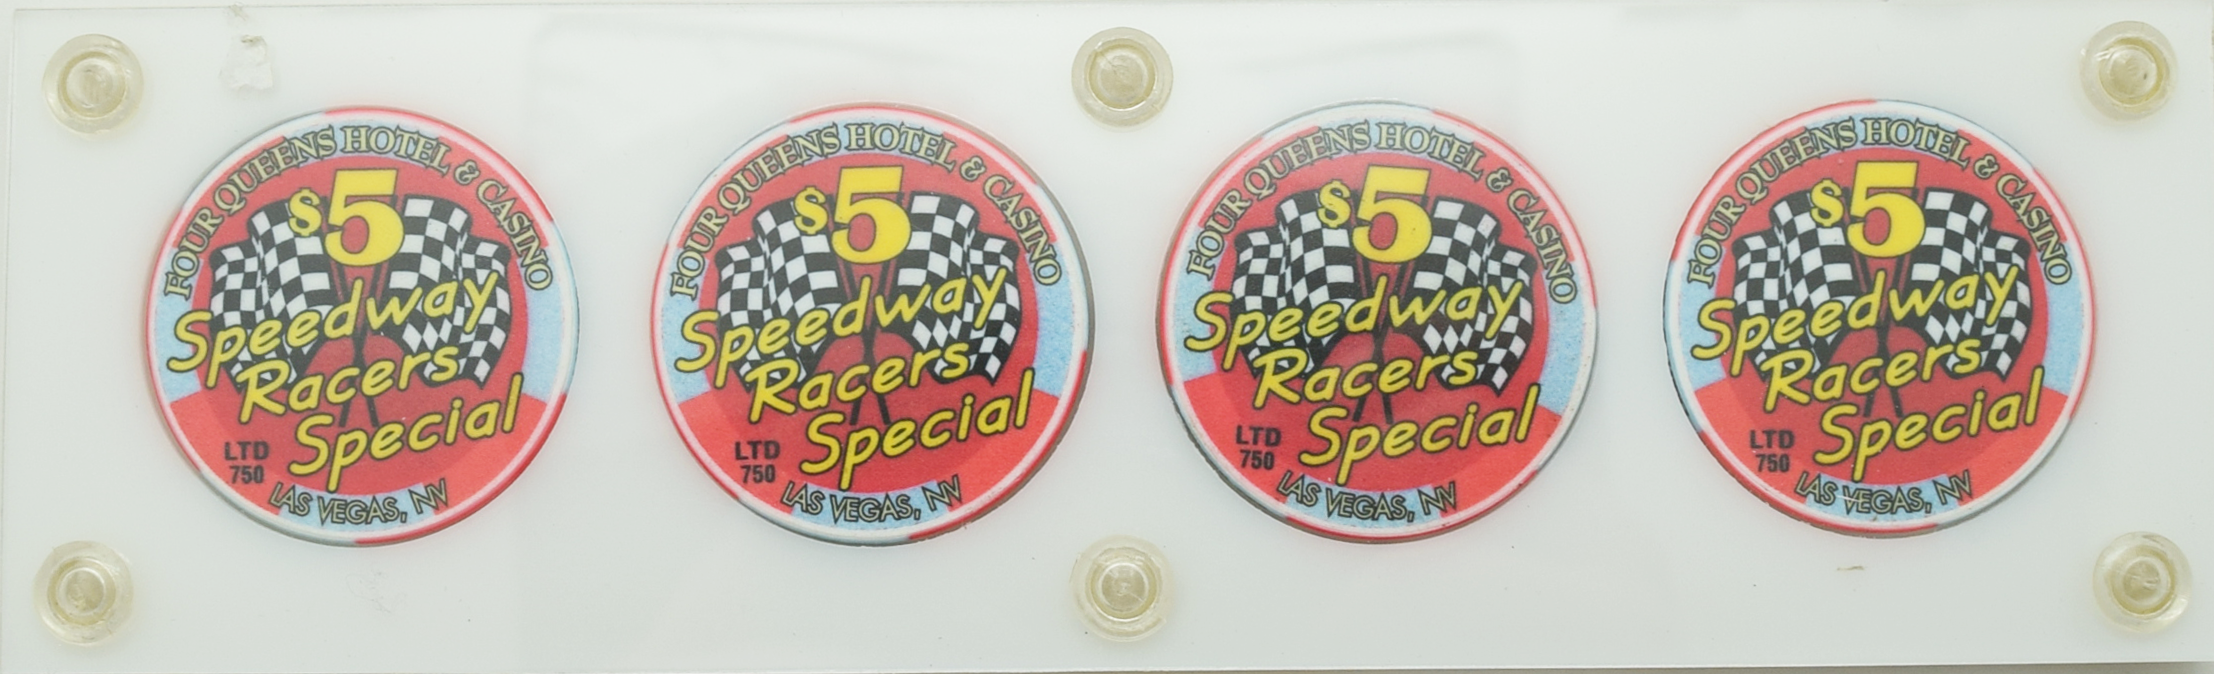 FOUR QUEENS HOTEL & CASINO
$5
Speedway
Racers
Special
LTD
750
LAS VEGAS, NV
FOUR QUEENS HOTEL & CASINO
$5
Speedway
Racers
Special
LTD
750
LAS VEGAS, NV
FOUR QUEENS HOTEL & CASINO
$5
Speedway
Racers
Special
LTD
750
LAS VEGAS, NV
FOUR QUEENS HOTEL & CASINO
$5
Speedway
Racers
Special
LTD
750
LAS VEGAS, NV